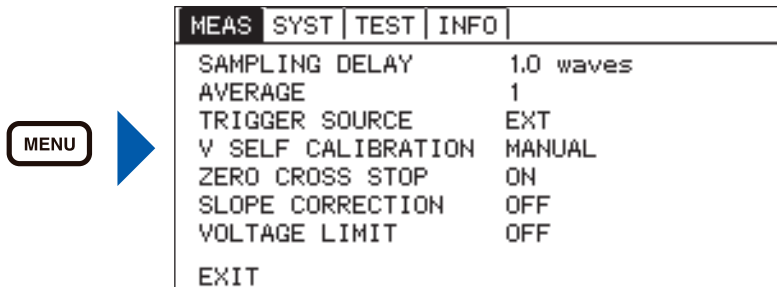 MENU
MEAS SYST TEST INFO
SAMPLING DELAY 1.0 waves
AVERAGE 1
TRIGGER SOURCE EXT
V SELF CALIBRATION MANUAL
ZERO CROSS STOP ON
SLOPE CORRECTION OFF
VOLTAGE LIMIT OFF
EXIT